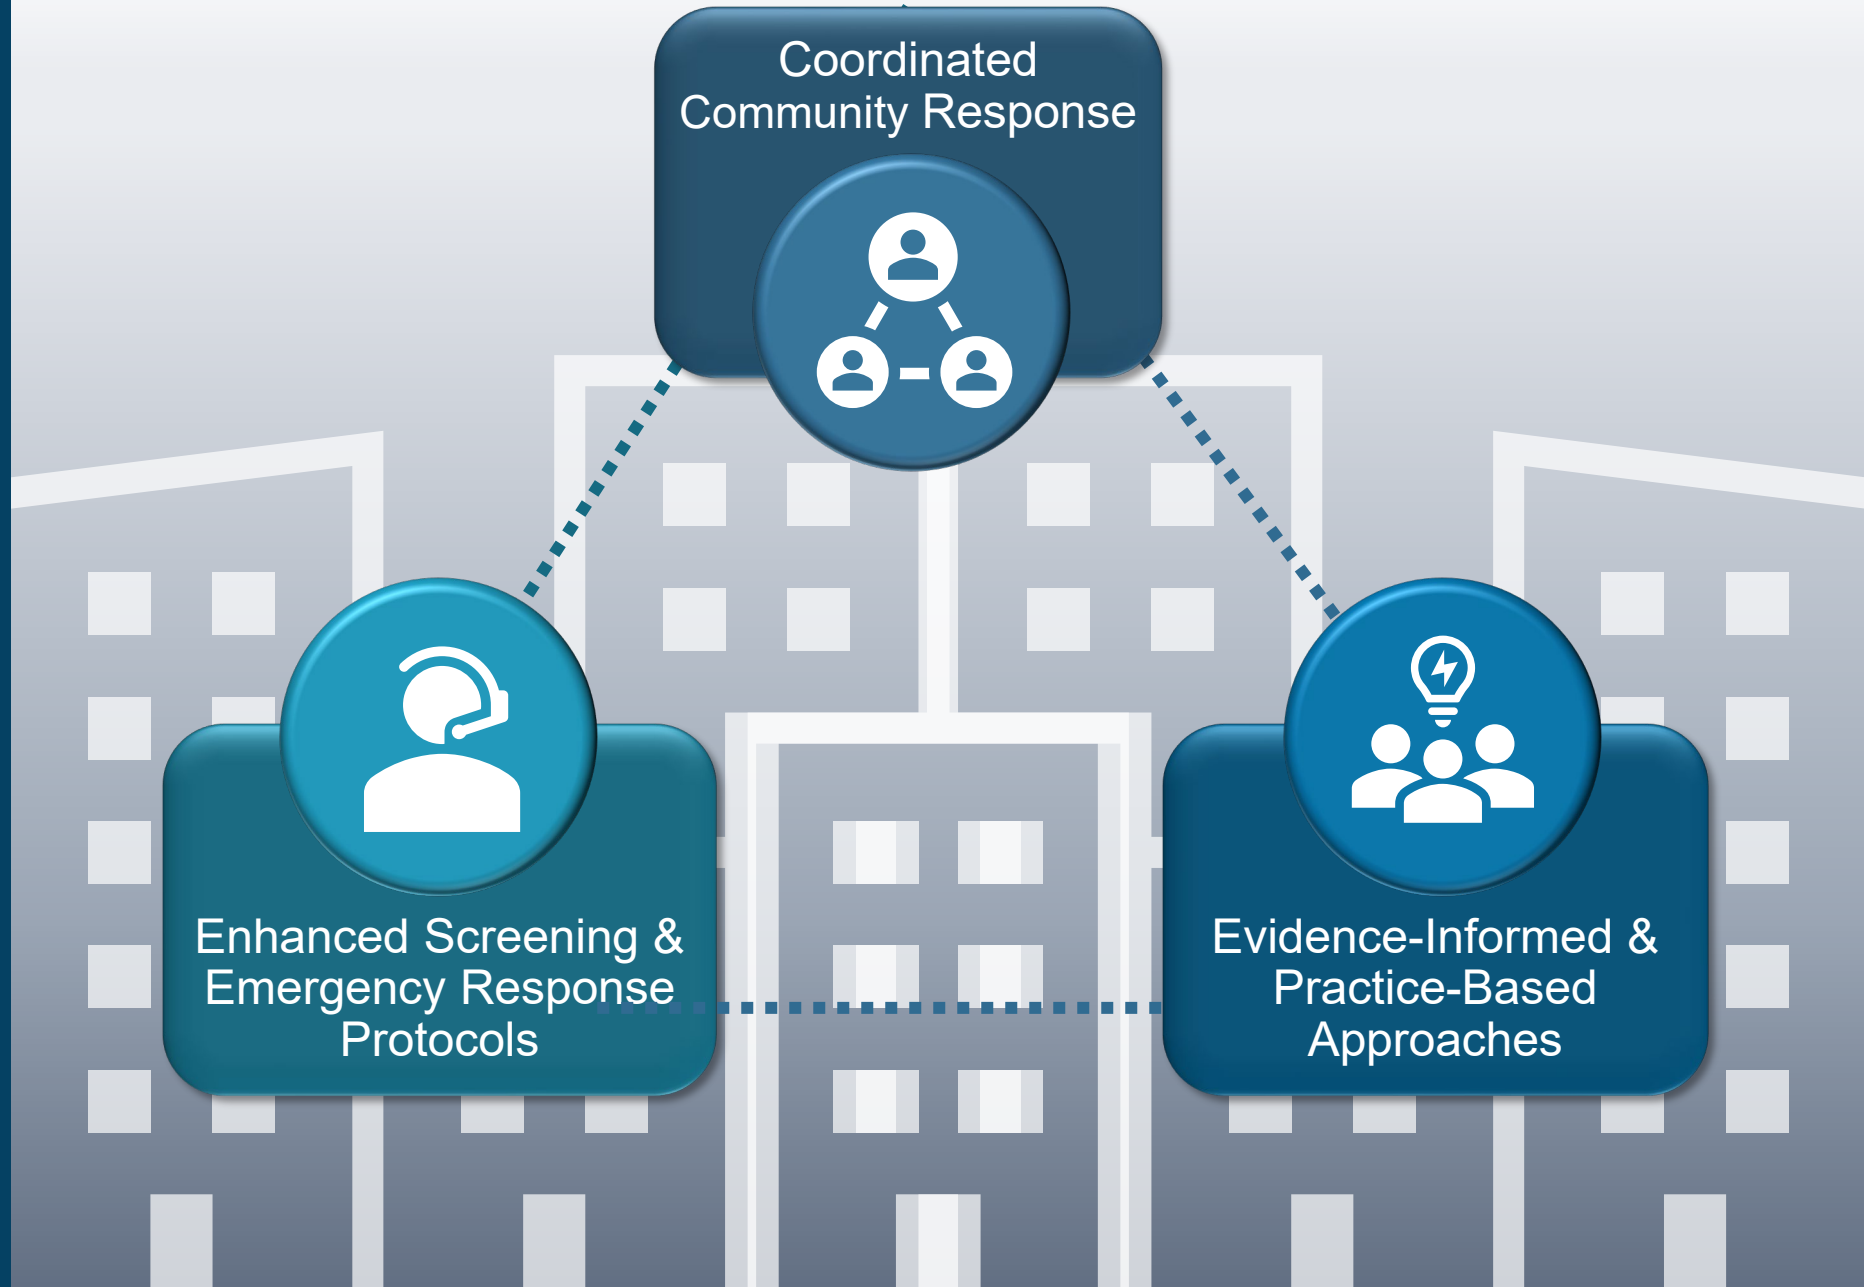 Coordinated
Community Response
Enhanced Screening &
Emergency Response
Protocols
Evidence-Informed &
Practice-Based
Approaches